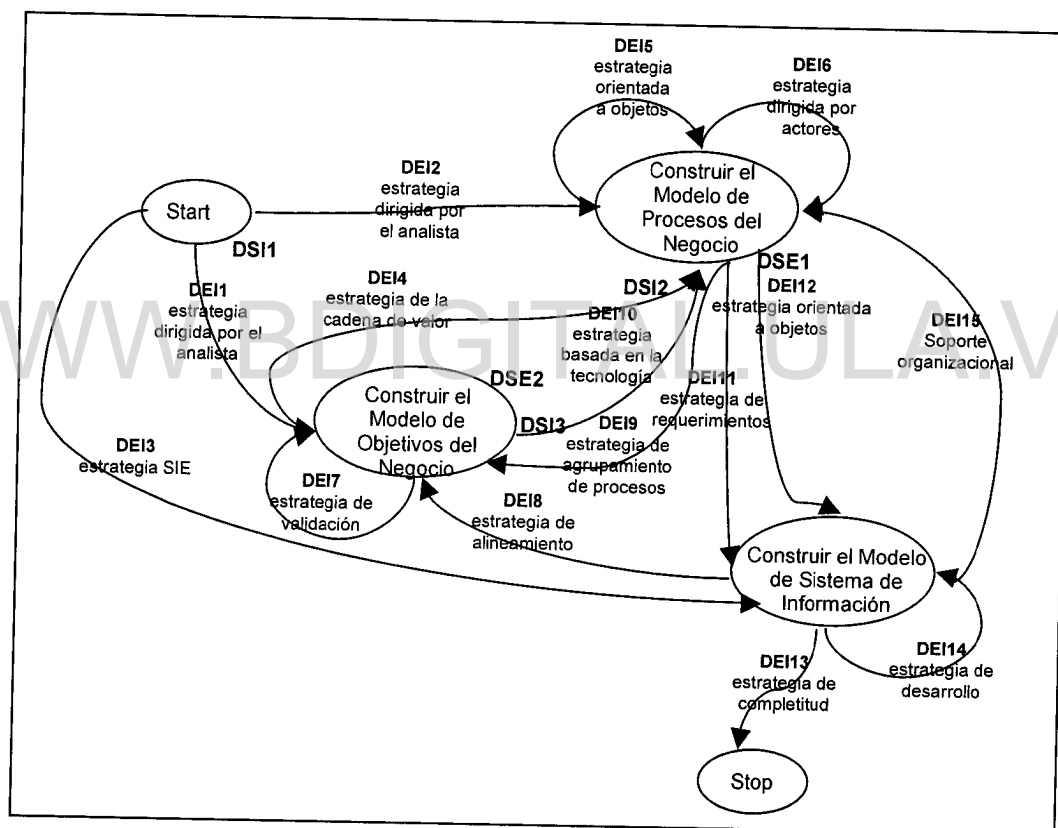 DEI5
estrategia
orientada
a objetos
DEI6
estrategia
dirigida por
actores
DEI2
estrategia
dirigida por
el analista
Start
Construir el
Modelo de
Procesos del
Negocio
DSI1
DEI1
estrategia
dirigida por el
analista
DEI4
estrategia de la
cadena de valor
DSI2
DEI10
estrategia
basada en la
tecnología
DSE1
DEI12
estrategia orientada
a objetos
DEI15
Soporte
organizacional
WWW.BDIGITAL.ULA.V
DSE2
DEI11
estrategia de
requerimientos
Construir el
Modelo de
Objetivos del
Negocio
DSI3
DEI9
estrategia de
agrupamiento
de procesos
DEI3
estrategia SIE
DEI7
estrategia de
validación
DEI8
estrategia de
alineamiento
Construir el Modelo
de Sistema de
Información
DEI13
estrategia de
completitud
DEI14
estrategia de
desarrollo
Stop